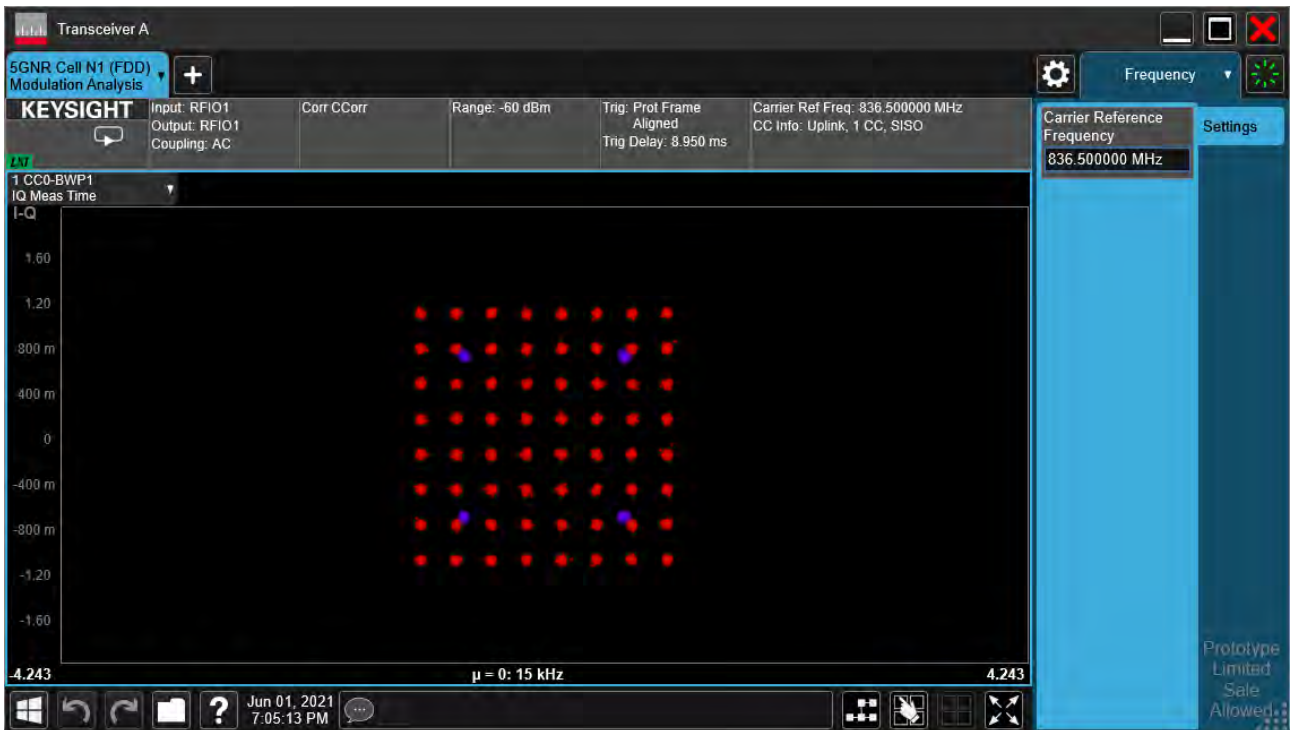 Transceiver A
5GNR Cell N1 (FDD)
Modulation Analysis
+
Frequency
KEYSIGHT
LXI
Input: RFIO1
Output: RFIO1
Coupling: AC
Corr CCorr
Range: -60 dBm
Trig: Prot Frame
Aligned
Trig Delay: 8.950 ms
Carrier Ref Freq: 836.500000 MHz
CC Info: Uplink, 1 CC, SISO
Carrier Reference
Frequency
836.500000 MHz
Settings
1 CC0-BWP1
IQ Meas Time
I-Q
1.60
1.20
800 m
400 m
0
-400 m
-800 m
-1.20
-1.60
-4.243
µ = 0: 15 kHz
4.243
Prototype
Limited
Sale
Allowed
?
Jun 01, 2021
7:05:13 PM